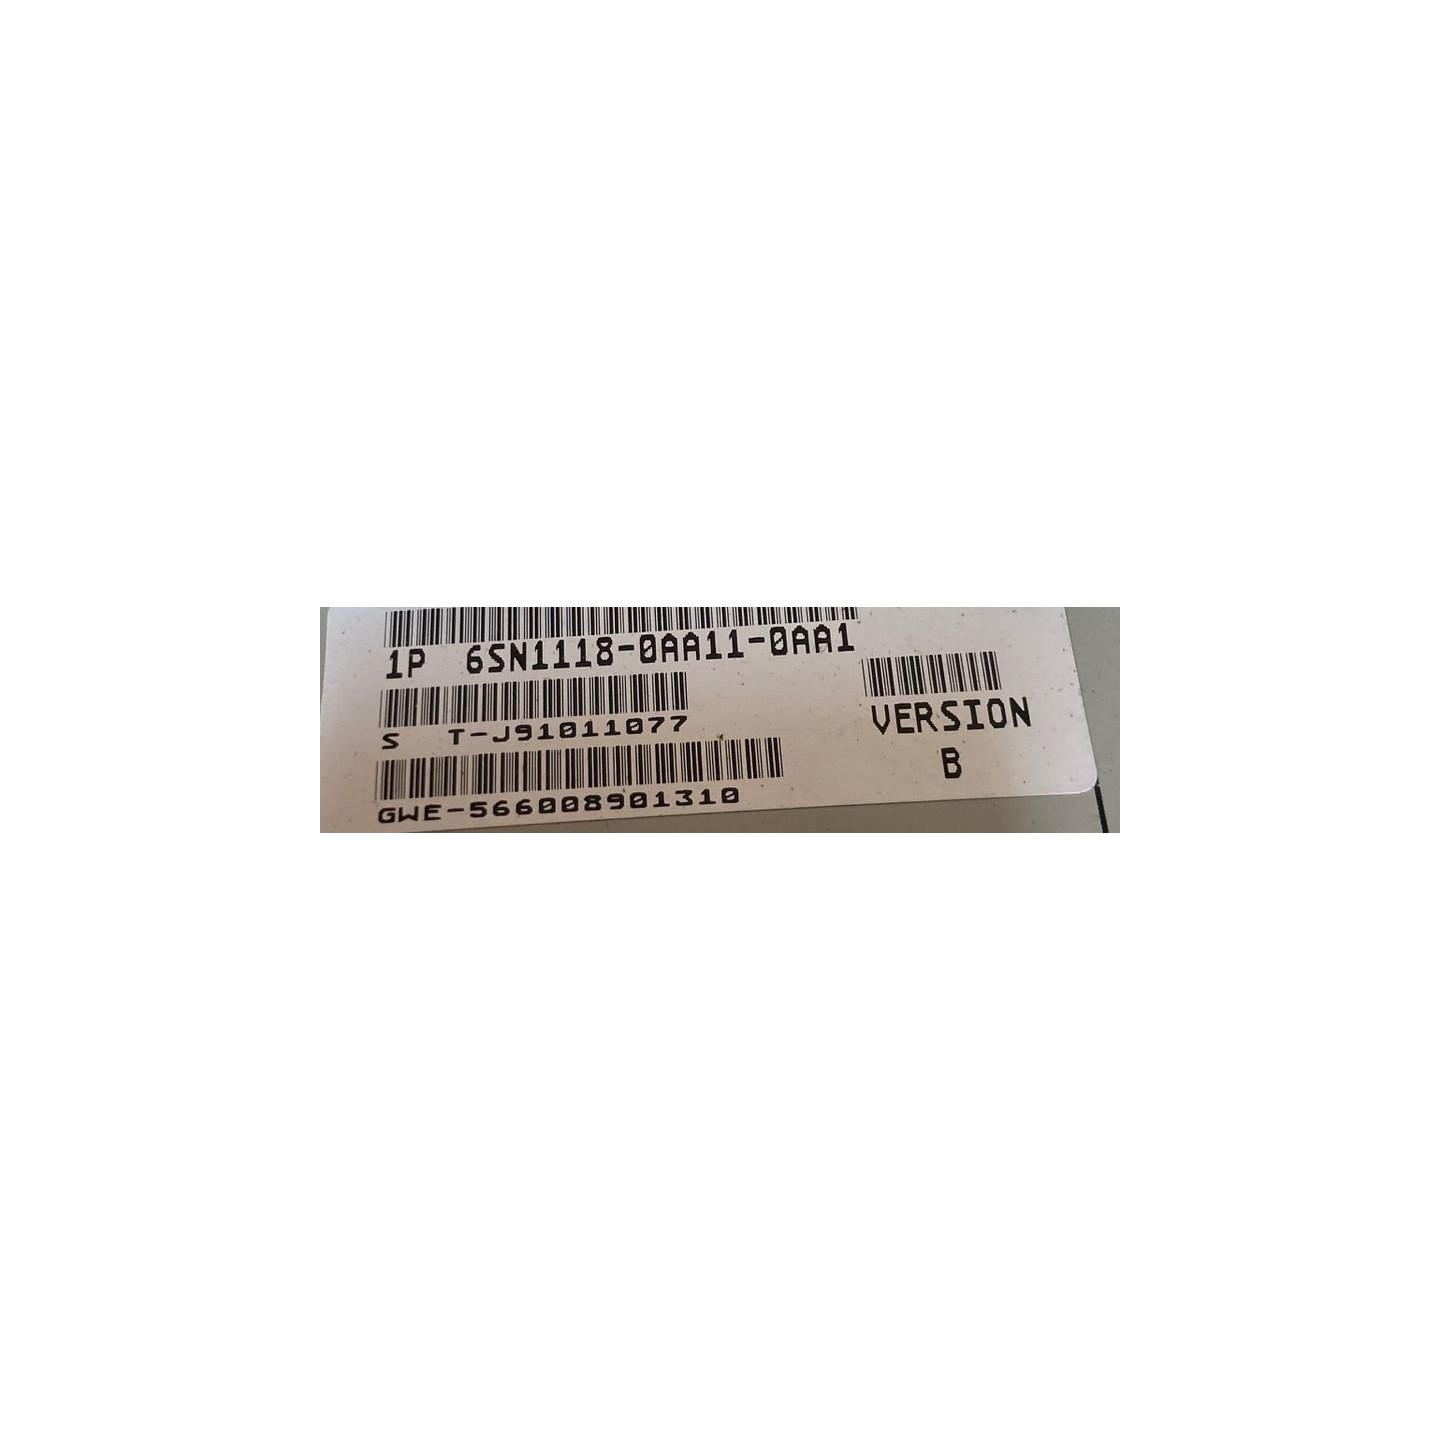 1P 6SN1118-0AA11-0AA1
S T-J91011077
VERSION
B
GWE-566008901310